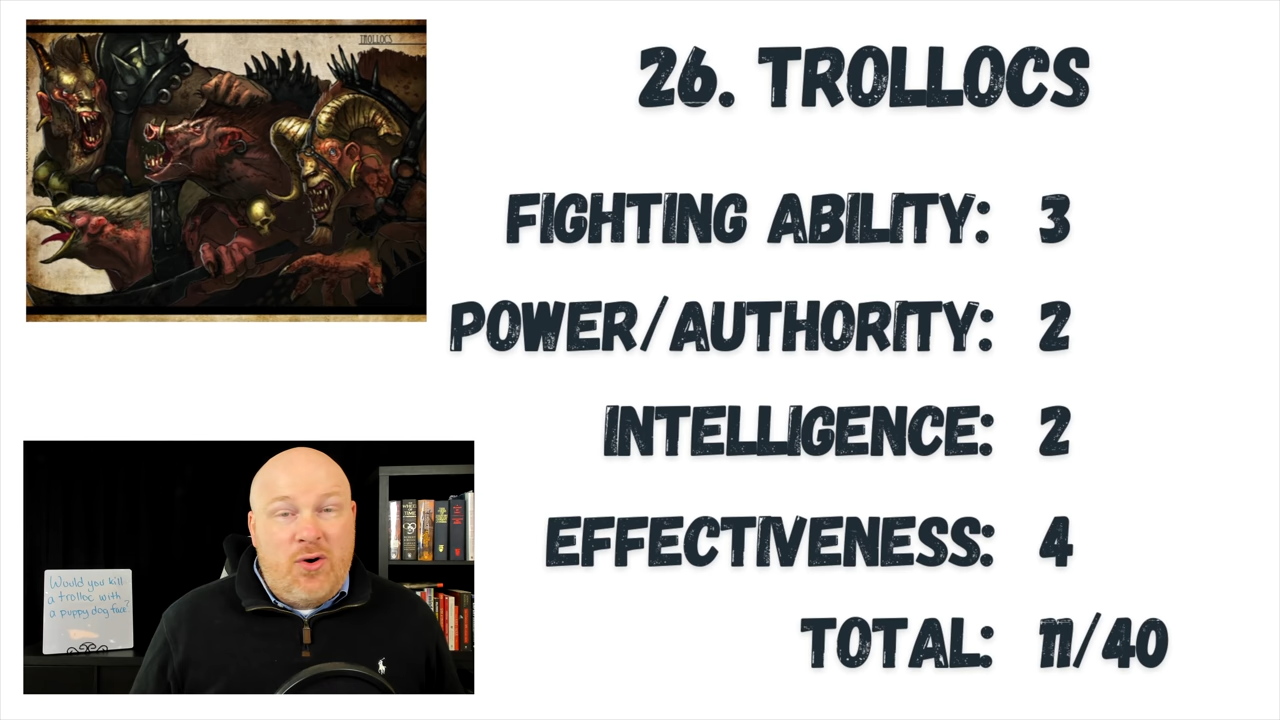 TROLLOCS
26. TROLLOCS
FIGHTING ABILITY: 3
POWER/AUTHORITY: 2
INTELLIGENCE: 2
EFFECTIVENESS: 4
TOTAL: 11/40
Would you kill
a trolloc with
a puppy dog face?